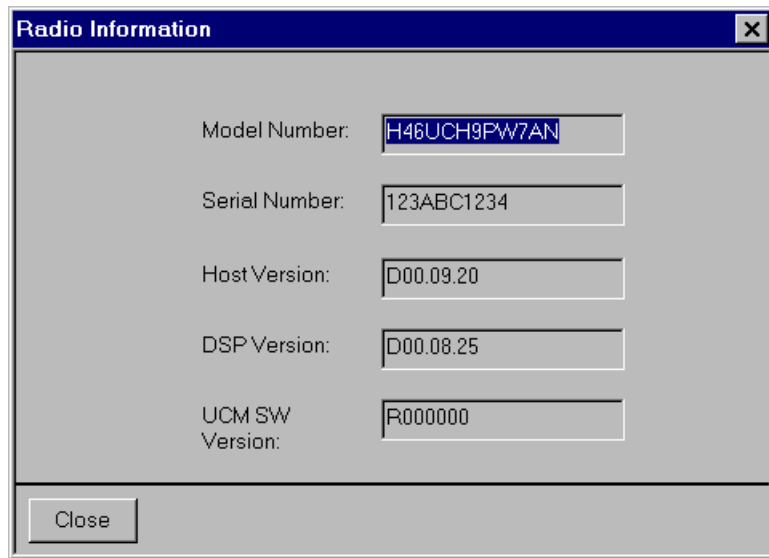 Radio Information
Model Number: H46UCH9PW7AN
Serial Number: 123ABC1234
Host Version: D00.09.20
DSP Version: D00.08.25
UCM SW R000000
Version:
Close